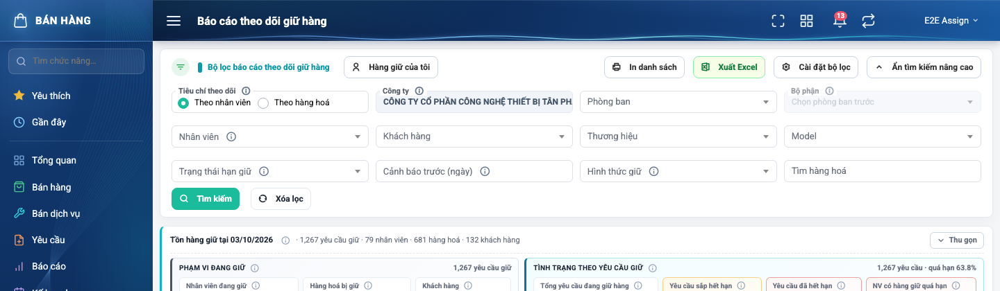 BÁN HÀNG
Báo cáo theo dõi giữ hàng
13
E2E Assign
Tìm chức năng...
Yêu thích
Gần đây
Tổng quan
Bán hàng
Bán dịch vụ
Yêu cầu
Báo cáo
Bộ lọc báo cáo theo dõi giữ hàng
Hàng giữ của tôi
In danh sách
Xuất Excel
Cài đặt bộ lọc
Ẩn tìm kiếm nâng cao
Tiêu chí theo dõi
Theo nhân viên
Theo hàng hoá
Công ty
CÔNG TY CỔ PHẦN CÔNG NGHỆ THIẾT BỊ TÂN
Phòng ban
Bộ phận
Chọn phòng ban trước
Nhân viên
Khách hàng
Thương hiệu
Model
Trạng thái hạn giữ
Cảnh báo trước (ngày)
Hình thức giữ
Tìm hàng hoá
Tìm kiếm
Xóa lọc
Tồn hàng giữ tại 03/10/2026 · 1,267 yêu cầu giữ · 79 nhân viên · 681 hàng hoá · 132 khách hàng
Thu gọn
PHẠM VI ĐANG GIỮ
1,267 yêu cầu giữ
Nhân viên đang giữ
Hàng hoá bị giữ
Khách hàng
TÌNH TRẠNG THEO YÊU CẦU GIỮ
1,267 yêu cầu · quá hạn 63.8%
Tổng yêu cầu đang giữ hàng
Yêu cầu sắp hết hạn
Yêu cầu đã hết hạn
NV có hàng giữ quá hạn